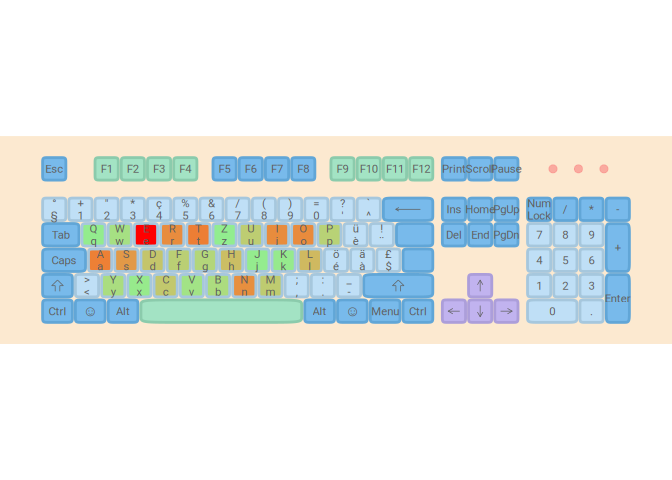 Esc F1 F2 F3 F4 F5 F6 F7 F8 F9 F10 F11 F12 Print Scroll Pause
° + " * ç % & / ( ) = ? ` ← Ins Home PgUp Num / * -
§ 1 2 3 4 5 6 7 8 9 0 ' ^ Lock
Tab Q W E R T Z U I O P ü ! Del End PgDn 7 8 9 +
q w e r t z u i o p è ¨
Caps A S D F G H J K L ö ä £ 4 5 6
a s d f g h j k l é à $
> Y X C V B N M ; : _ ↑ 1 2 3 Enter
< y x c v b n m , . -
Ctrl ☺ Alt Alt ☺ Menu Ctrl ← ↓ → 0 .